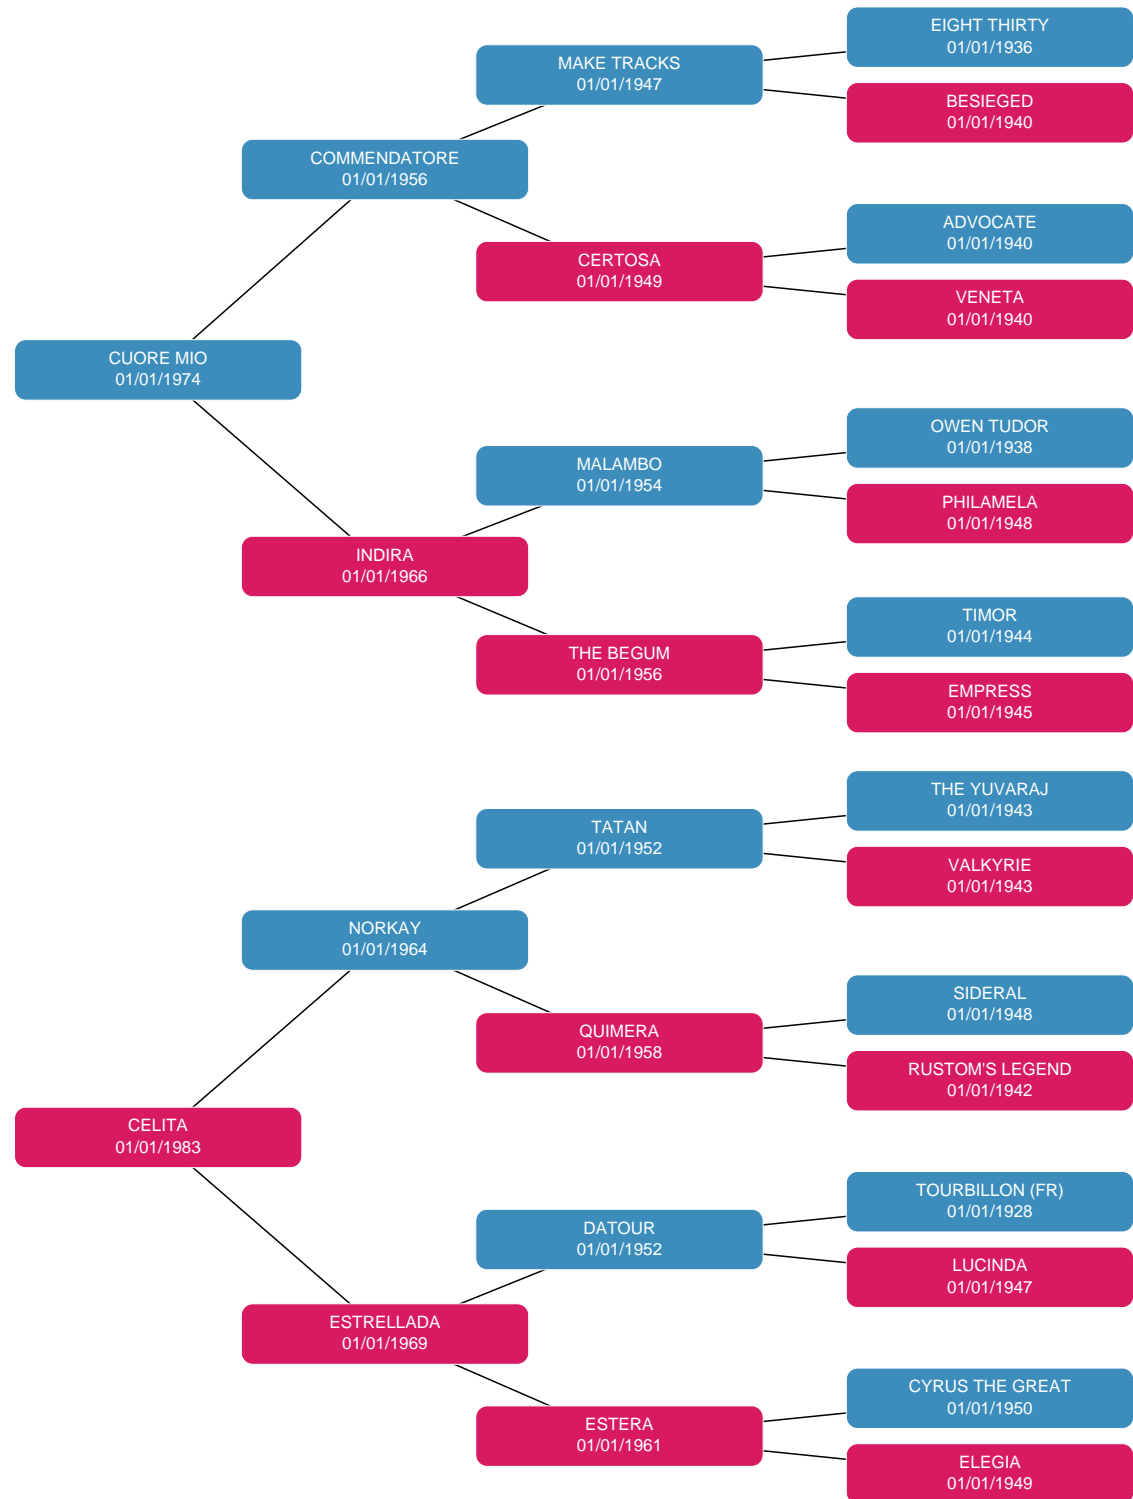 EIGHT THIRTY
01/01/1936
MAKE TRACKS
01/01/1947
BESIEGED
01/01/1940
COMMENDATORE
01/01/1956
ADVOCATE
01/01/1940
CERTOSA
01/01/1949
VENETA
01/01/1940
CUORE MIO
01/01/1974
OWEN TUDOR
01/01/1938
MALAMBO
01/01/1954
PHILAMELA
01/01/1948
INDIRA
01/01/1966
TIMOR
01/01/1944
THE BEGUM
01/01/1956
EMPRESS
01/01/1945
THE YUVARAJ
01/01/1943
TATAN
01/01/1952
VALKYRIE
01/01/1943
NORKAY
01/01/1964
SIDERAL
01/01/1948
QUIMERA
01/01/1958
RUSTOM'S LEGEND
01/01/1942
CELITA
01/01/1983
TOURBILLON (FR)
01/01/1928
DATOUR
01/01/1952
LUCINDA
01/01/1947
ESTRELLADA
01/01/1969
CYRUS THE GREAT
01/01/1950
ESTERA
01/01/1961
ELEGIA
01/01/1949